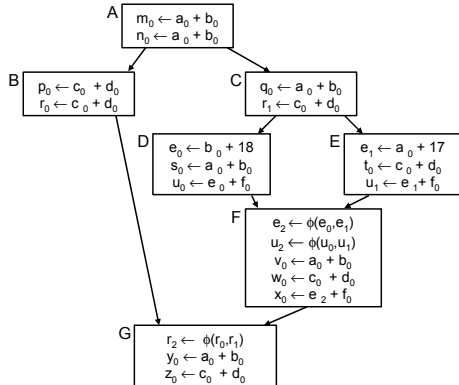 A
m₀ ← a₀ + b₀
n₀ ← a₀ + b₀
B
p₀ ← c₀ + d₀
r₀ ← c₀ + d₀
C
q₀ ← a₀ + b₀
r₁ ← c₀ + d₀
D
e₀ ← b₀ + 18
s₀ ← a₀ + b₀
u₀ ← e₀ + f₀
E
e₁ ← a₀ + 17
t₀ ← c₀ + d₀
u₁ ← e₁ + f₀
F
e₂ ← ϕ(e₀,e₁)
u₂ ← ϕ(u₀,u₁)
v₀ ← a₀ + b₀
w₀ ← c₀ + d₀
x₀ ← e₂ + f₀
G
r₂ ← ϕ(r₀,r₁)
y₀ ← a₀ + b₀
z₀ ← c₀ + d₀